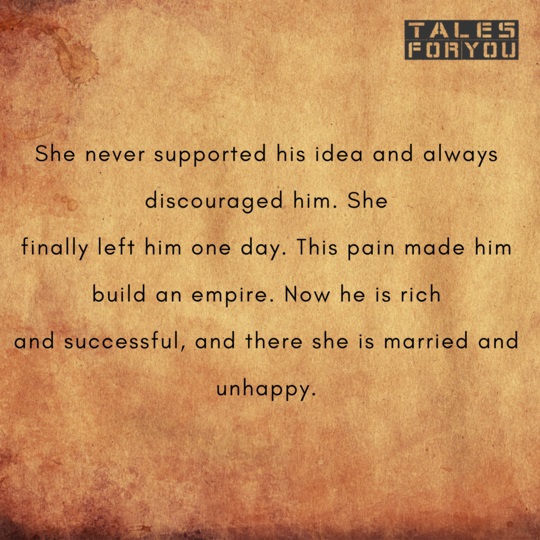 TALES
FORYOU
She never supported his idea and always
discouraged him. She
finally left him one day. This pain made him
build an empire. Now he is rich
and successful, and there she is married and
unhappy.